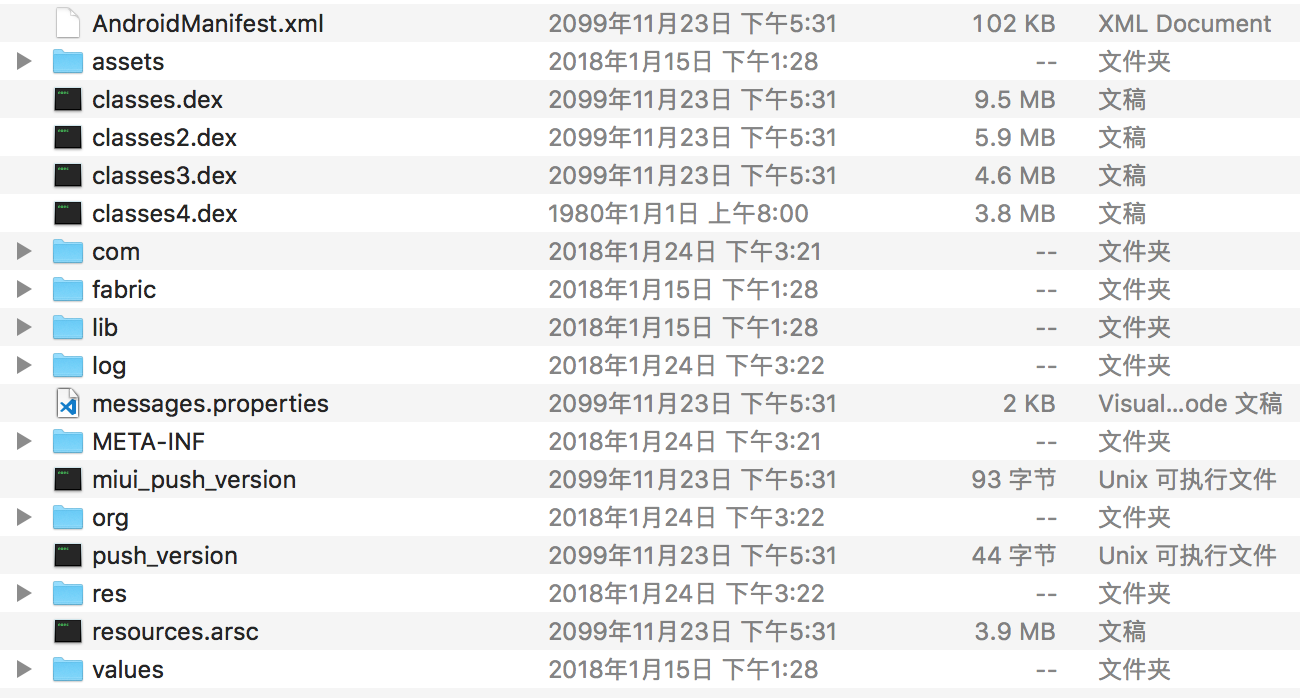 AndroidManifest.xml 2099年11月23日 下午5:31 102 KB XML Document
assets 2018年1月15日 下午1:28 -- 文件夹
classes.dex 2099年11月23日 下午5:31 9.5 MB 文稿
classes2.dex 2099年11月23日 下午5:31 5.9 MB 文稿
classes3.dex 2099年11月23日 下午5:31 4.6 MB 文稿
classes4.dex 1980年1月1日 上午8:00 3.8 MB 文稿
com 2018年1月24日 下午3:21 -- 文件夹
fabric 2018年1月15日 下午1:28 -- 文件夹
lib 2018年1月15日 下午1:28 -- 文件夹
log 2018年1月24日 下午3:22 -- 文件夹
messages.properties 2099年11月23日 下午5:31 2 KB Visual...ode 文稿
META-INF 2018年1月24日 下午3:21 -- 文件夹
miui_push_version 2099年11月23日 下午5:31 93 字节 Unix 可执行文件
org 2018年1月24日 下午3:22 -- 文件夹
push_version 2099年11月23日 下午5:31 44 字节 Unix 可执行文件
res 2018年1月24日 下午3:22 -- 文件夹
resources.arsc 2099年11月23日 下午5:31 3.9 MB 文稿
values 2018年1月15日 下午1:28 -- 文件夹